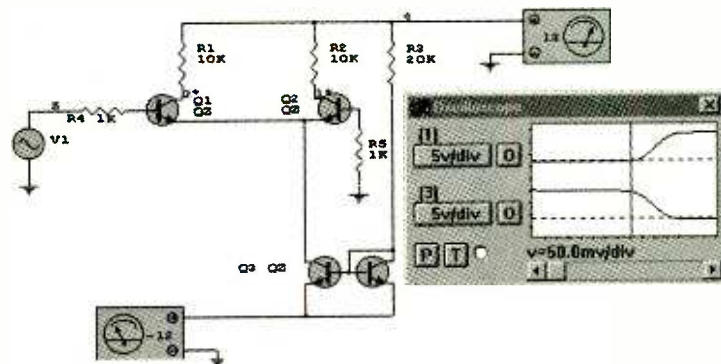 R1
10K
R2
10K
R3
20K
12
Q1
Q2
Q2
Q2
R4 1K
V1
R5
1K
Q3 Q2
-12
Oscilloscope
[1]
5v/div 0
[3]
5v/div 0
P T
v=50.0mv/div